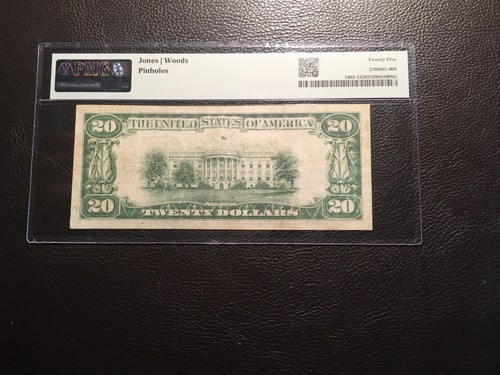 PMG
Jones | Woods
Pinholes
Twenty Five
20
THE UNITED STATES OF AMERICA
20
20
TWENTY DOLLARS
20